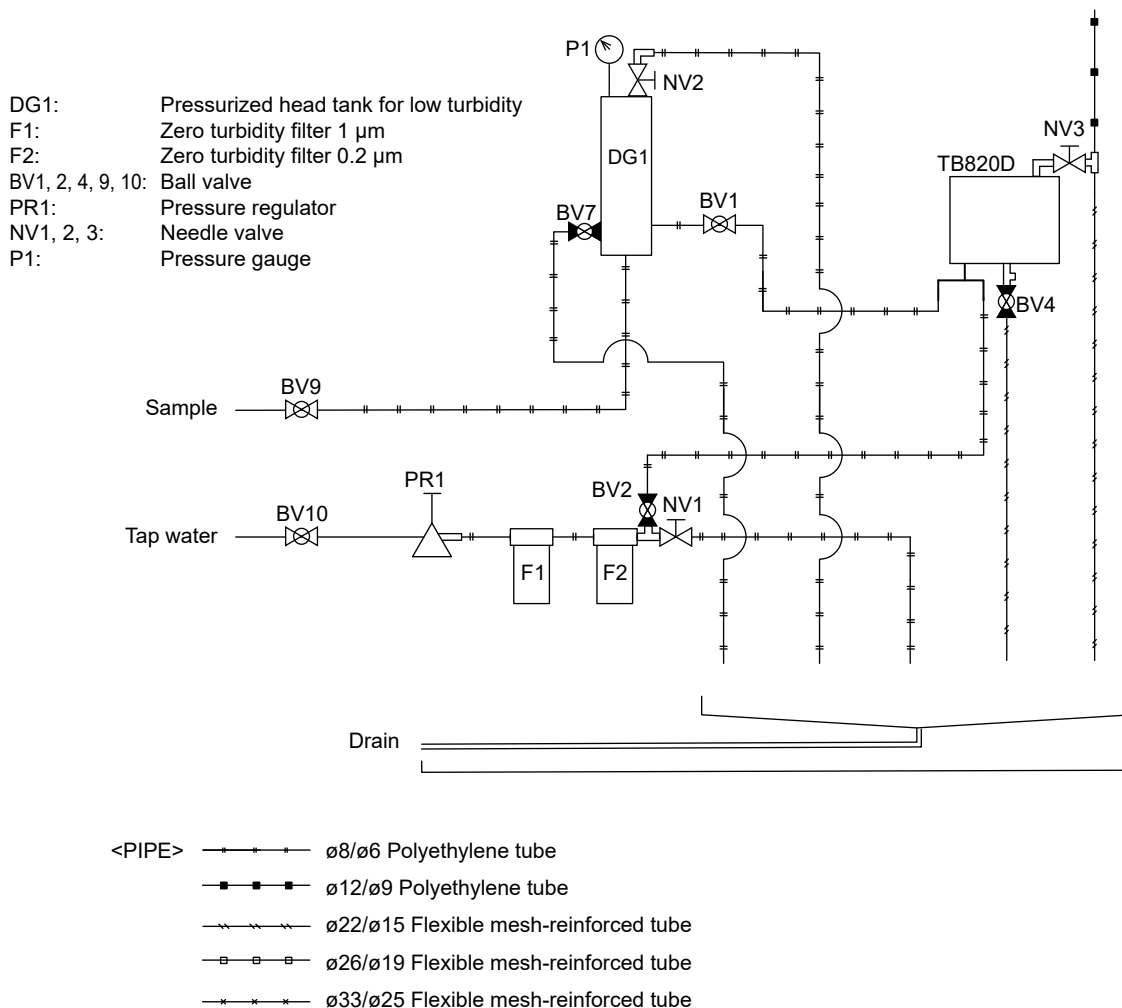 P1
NV2
DG1: Pressurized head tank for low turbidity
F1: Zero turbidity filter 1 µm
F2: Zero turbidity filter 0.2 µm
BV1, 2, 4, 9, 10: Ball valve
PR1: Pressure regulator
NV1, 2, 3: Needle valve
P1: Pressure gauge
DG1
NV3
TB820D
BV7
BV1
BV4
BV9
Sample
PR1
BV2
NV1
BV10
Tap water
F1
F2
Drain
<PIPE>
ø8/ø6 Polyethylene tube
ø12/ø9 Polyethylene tube
ø22/ø15 Flexible mesh-reinforced tube
ø26/ø19 Flexible mesh-reinforced tube
ø33/ø25 Flexible mesh-reinforced tube